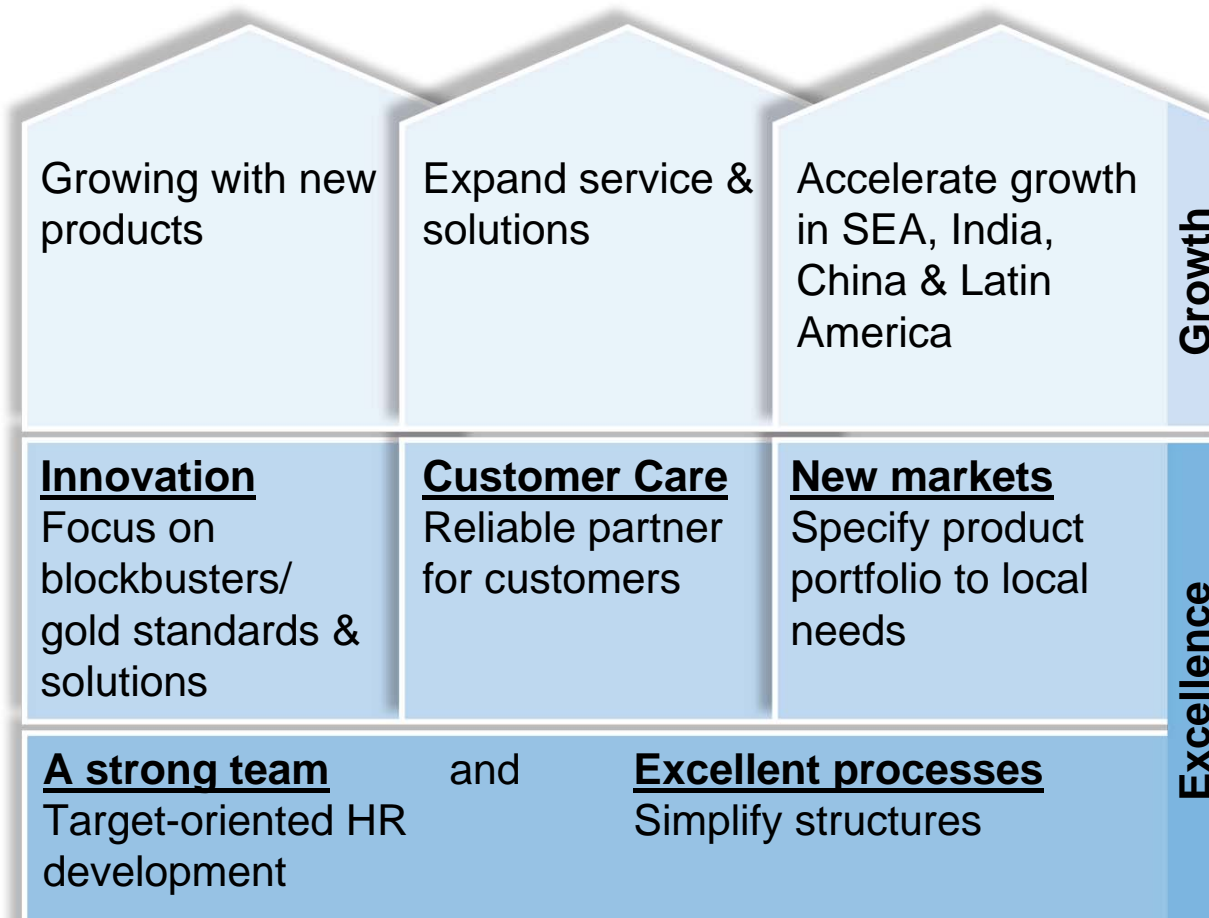 Growing with new
products
Expand service &
solutions
Accelerate growth
in SEA, India,
China & Latin
America
Growth
Innovation
Focus on
blockbusters/
gold standards &
solutions
Customer Care
Reliable partner
for customers
New markets
Specify product
portfolio to local
needs
Excellence
A strong team and Excellent processes
Target-oriented HR
development
Simplify structures